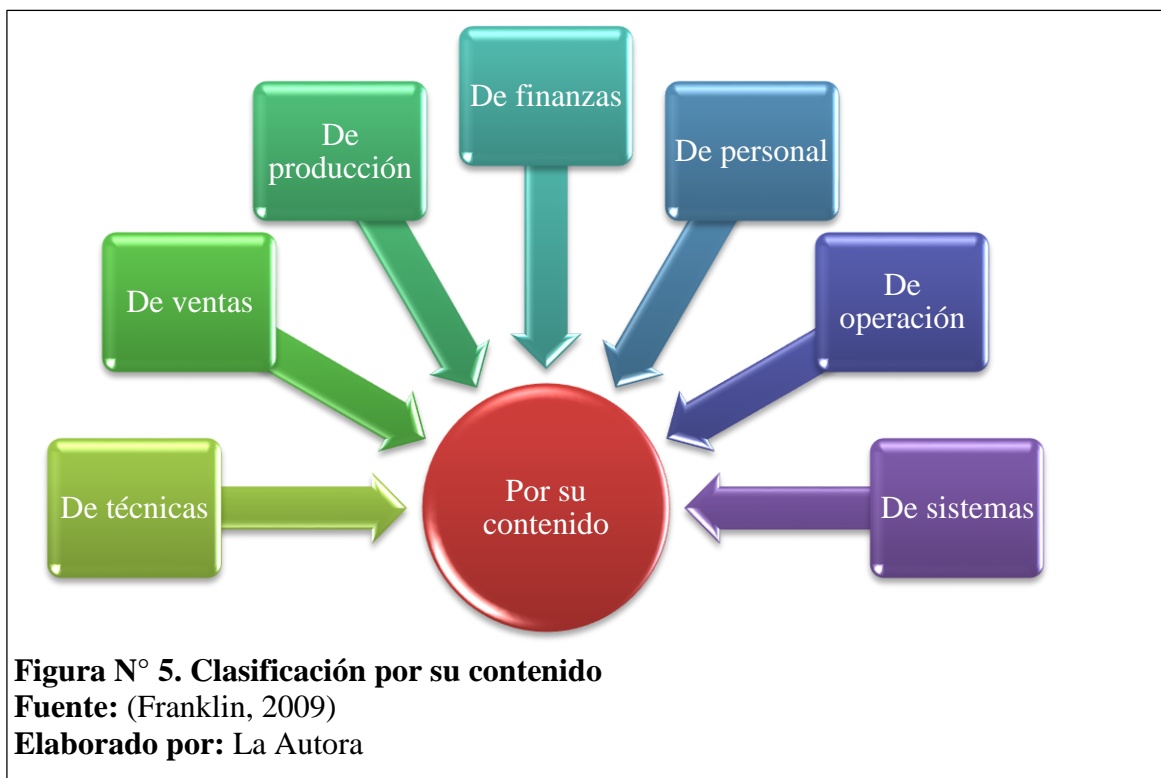 De técnicas
De ventas
De
producción
De finanzas
De personal
De
operación
De sistemas
Por su
contenido
Figura N° 5. Clasificación por su contenido
Fuente: (Franklin, 2009)
Elaborado por: La Autora